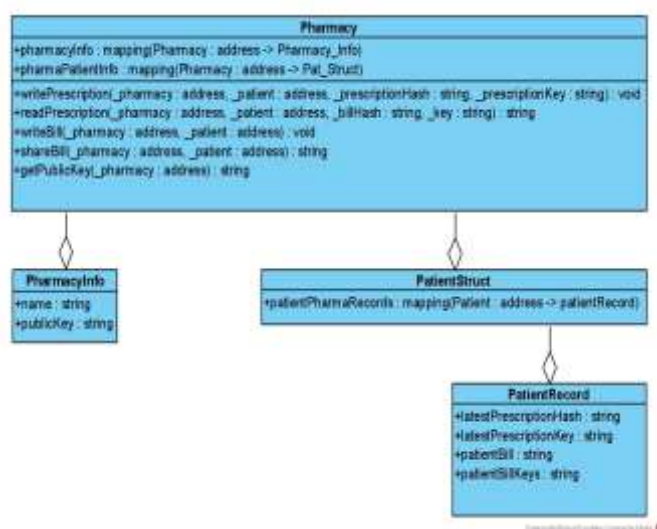 Pharmacy
+pharmacyInfo : mapping(Pharmacy : address -> Pharmacy_Info)
+pharmaPatientInfo : mapping(Pharmacy : address -> Pat_Struct)
+writePrescription(_pharmacy : address, _patient : address, _prescriptionHash : string, _prescriptionKey : string) : void
+readPrescription(_pharmacy : address, _patient : address, _billHash : string, _key : string) : string
+writeBill(_pharmacy : address, _patient : address) : void
+shareBill(_pharmacy : address, _patient : address) : string
+getPublicKey(_pharmacy : address) : string
PharmacyInfo
+name : string
+publicKey : string
PatientStruct
+patientPharmaRecords : mapping(Patient : address -> patientRecord)
PatientRecord
+latestPrescriptionHash : string
+latestPrescriptionKey : string
+patientBill : string
+patientBillKeys : string